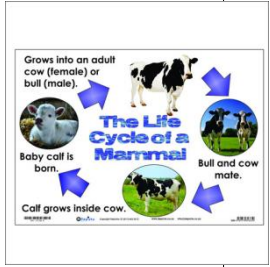 Grows into an adult
cow (female) or
bull (male).
The Life
Cycle of a
Mammal
Baby calf is
born.
Bull and cow
mate.
Calf grows inside cow.